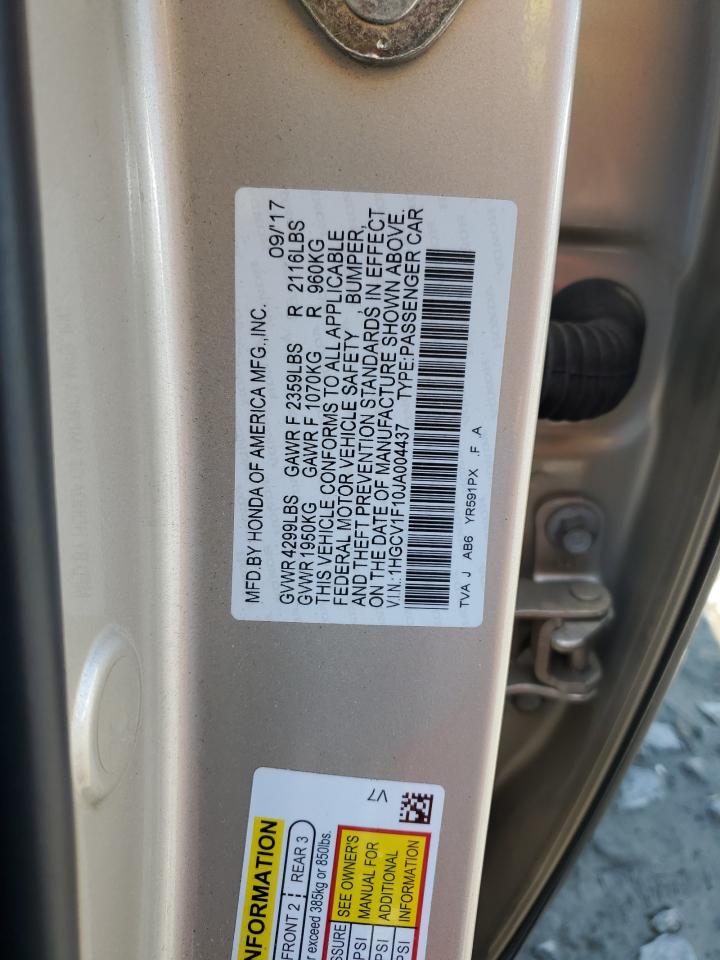 MFD.BY HONDA OF AMERICA MFG.,INC. 09/'17
GVWR 4299LBS GAWR F 2359LBS R 2116LBS
GVWR 1950KG GAWR F 1070KG R 960KG
THIS VEHICLE CONFORMS TO ALL APPLICABLE
FEDERAL MOTOR VEHICLE SAFETY , BUMPER,
AND THEFT PREVENTION STANDARDS IN EFFECT
ON THE DATE OF MANUFACTURE SHOWN ABOVE.
V.I.N.:1HGCV1F10JA004437 TYPE:PASSENGER CAR
TVA J AB6 YR591PX .F .A
NFORMATION
FRONT 2 REAR 3
exceed 385kg or 850lbs.
SSURE SEE OWNER'S
PSI MANUAL FOR
PSI ADDITIONAL
PSI INFORMATION
V7